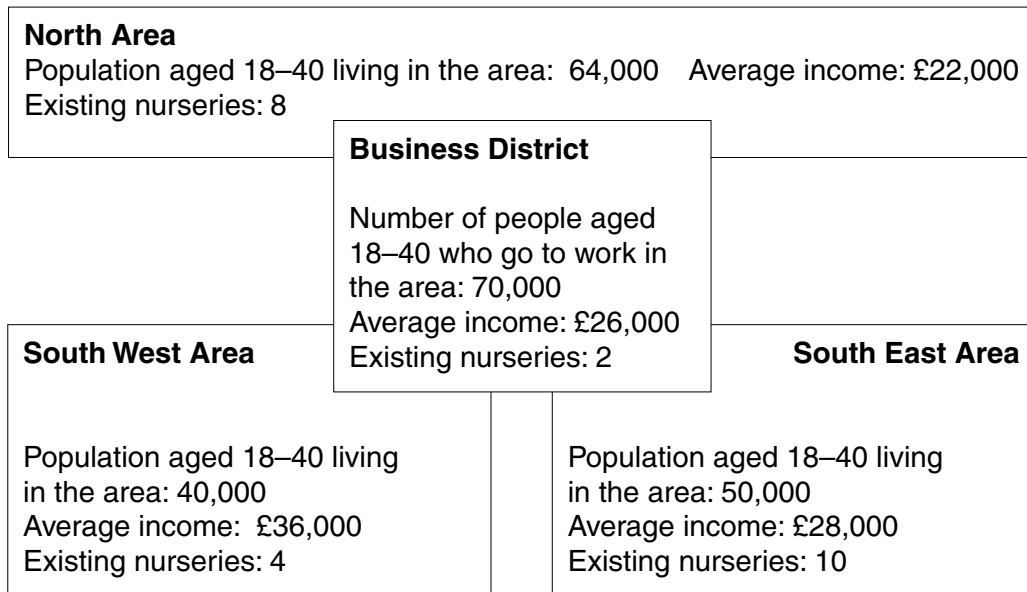 North Area
Population aged 18–40 living in the area:  64,000    Average income: £22,000
Existing nurseries: 8
Business District
Number of people aged
18–40 who go to work in
the area: 70,000
Average income: £26,000
Existing nurseries: 2
South West Area
Population aged 18–40 living
in the area: 40,000
Average income:  £36,000
Existing nurseries: 4
South East Area
Population aged 18–40 living
in the area: 50,000
Average income: £28,000
Existing nurseries: 10